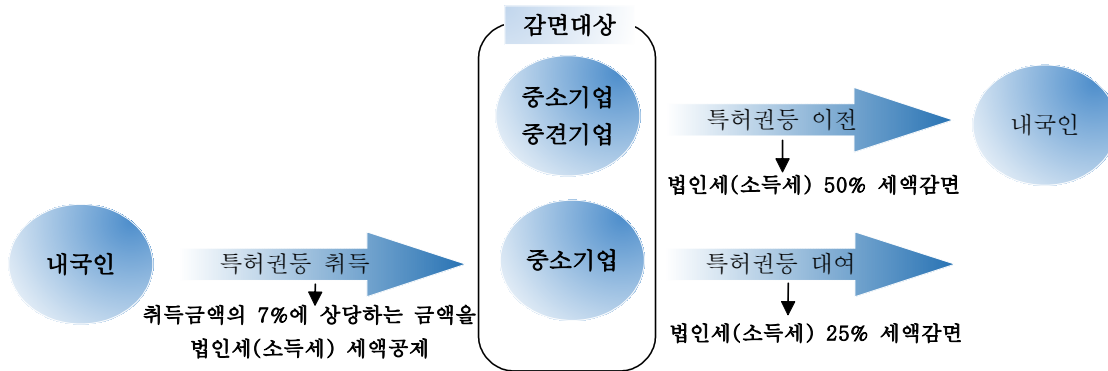 감면대상
중소기업
중견기업
특허권등 이전
내국인
법인세(소득세) 50% 세액감면
내국인
특허권등 취득
중소기업
특허권등 대여
취득금액의 7%에 상당하는 금액을
법인세(소득세) 세액공제
법인세(소득세) 25% 세액감면